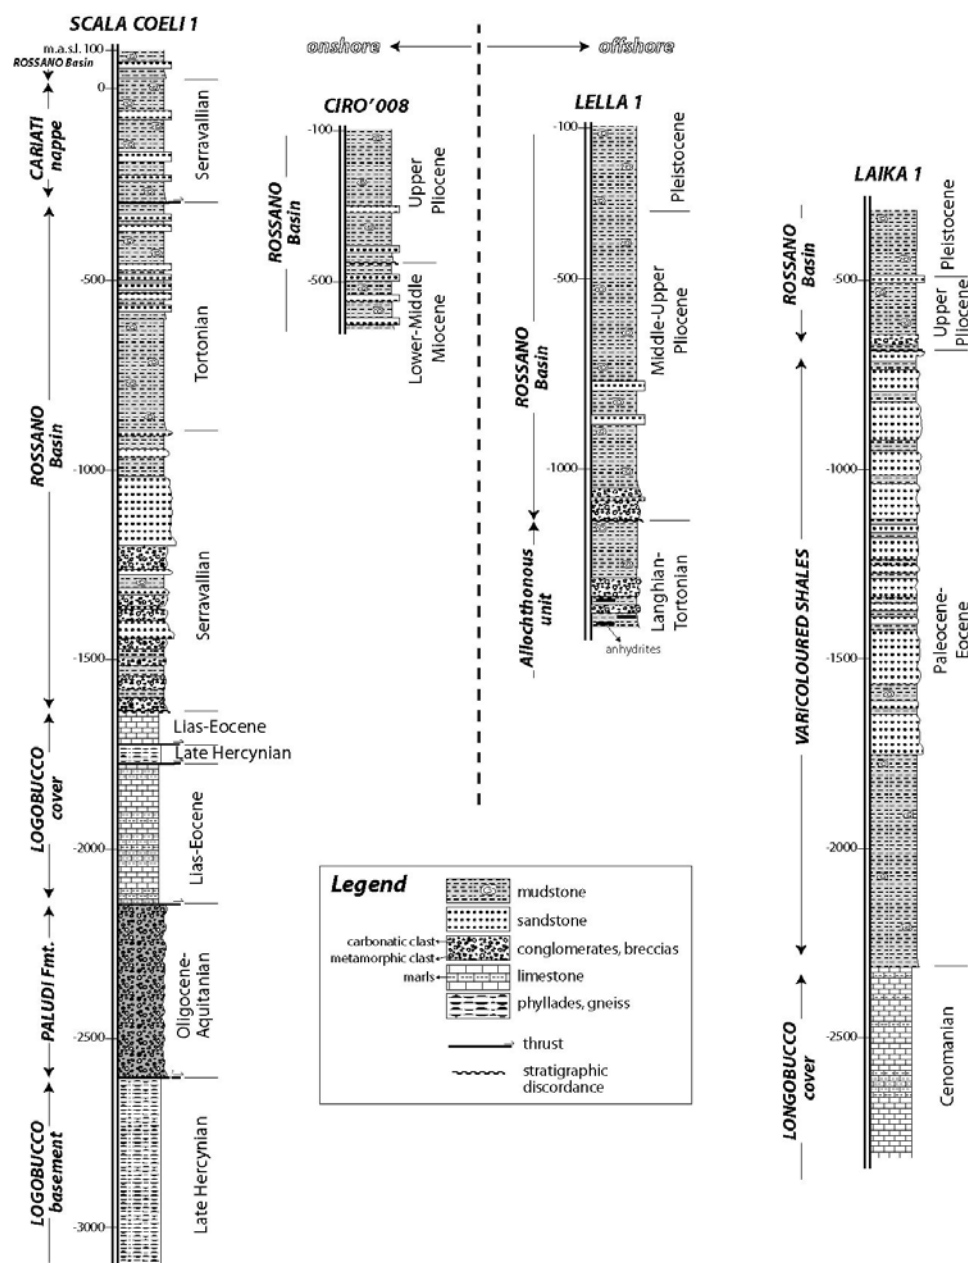 SCALA COELI 1
m.a.s.l. 100
ROSSANO Basin
0
CARIATI
nappe
Serravallian
-500
Tortonian
ROSSANO
Basin
-1000
Serravallian
-1500
Lias-Eocene
Late Hercynian
LOGOBUCCO
cover
-2000
Lias-Eocene
PALUDI Fmt.
Oligocene-
Aquitanian
-2500
LOGOBUCCO
basement
Late Hercynian
-3000
onshore
offshore
CIRO' 008
-100
ROSSANO
Basin
Upper
Pliocene
-500
Lower-Middle
Miocene
LELLA 1
-100
Pleistocene
-500
Middle-Upper
Pliocene
ROSSANO
Basin
-1000
Allochthonous
unit
Langhian-
Tortonian
anhydrites
LAIKA 1
ROSSANO
Basin
Pleistocene
-500
Upper
Pliocene
-1000
VARICOLOURED SHALES
Paleocene-
Eocene
-1500
-2000
LONGOBUCCO
cover
-2500
Cenomanian
Legend
mudstone
sandstone
carbonatic clast
metamorphic clast
conglomerates, breccias
marls
limestone
phyllades, gneiss
thrust
stratigraphic
discordance